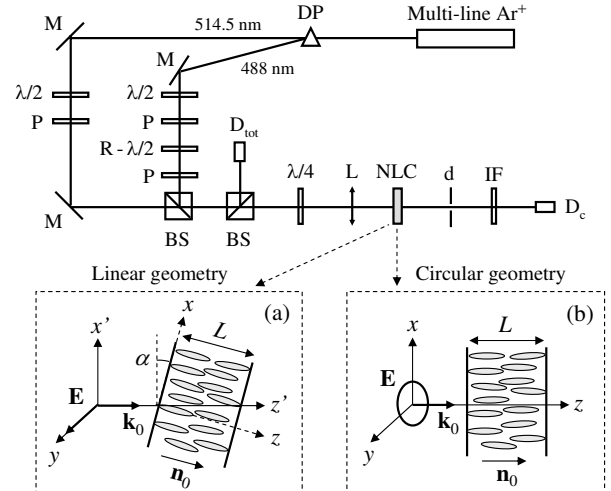 DP
Multi-line Ar⁺
M
514.5 nm
M
488 nm
λ/2
λ/2
P
P
D_tot
R - λ/2
P
λ/4
L
NLC
d
IF
M
BS
BS
D_c
Linear geometry
Circular geometry
(a)
(b)
x
L
x'
α
E
k₀
z'
z
y
n₀
x
L
E
k₀
z
y
n₀